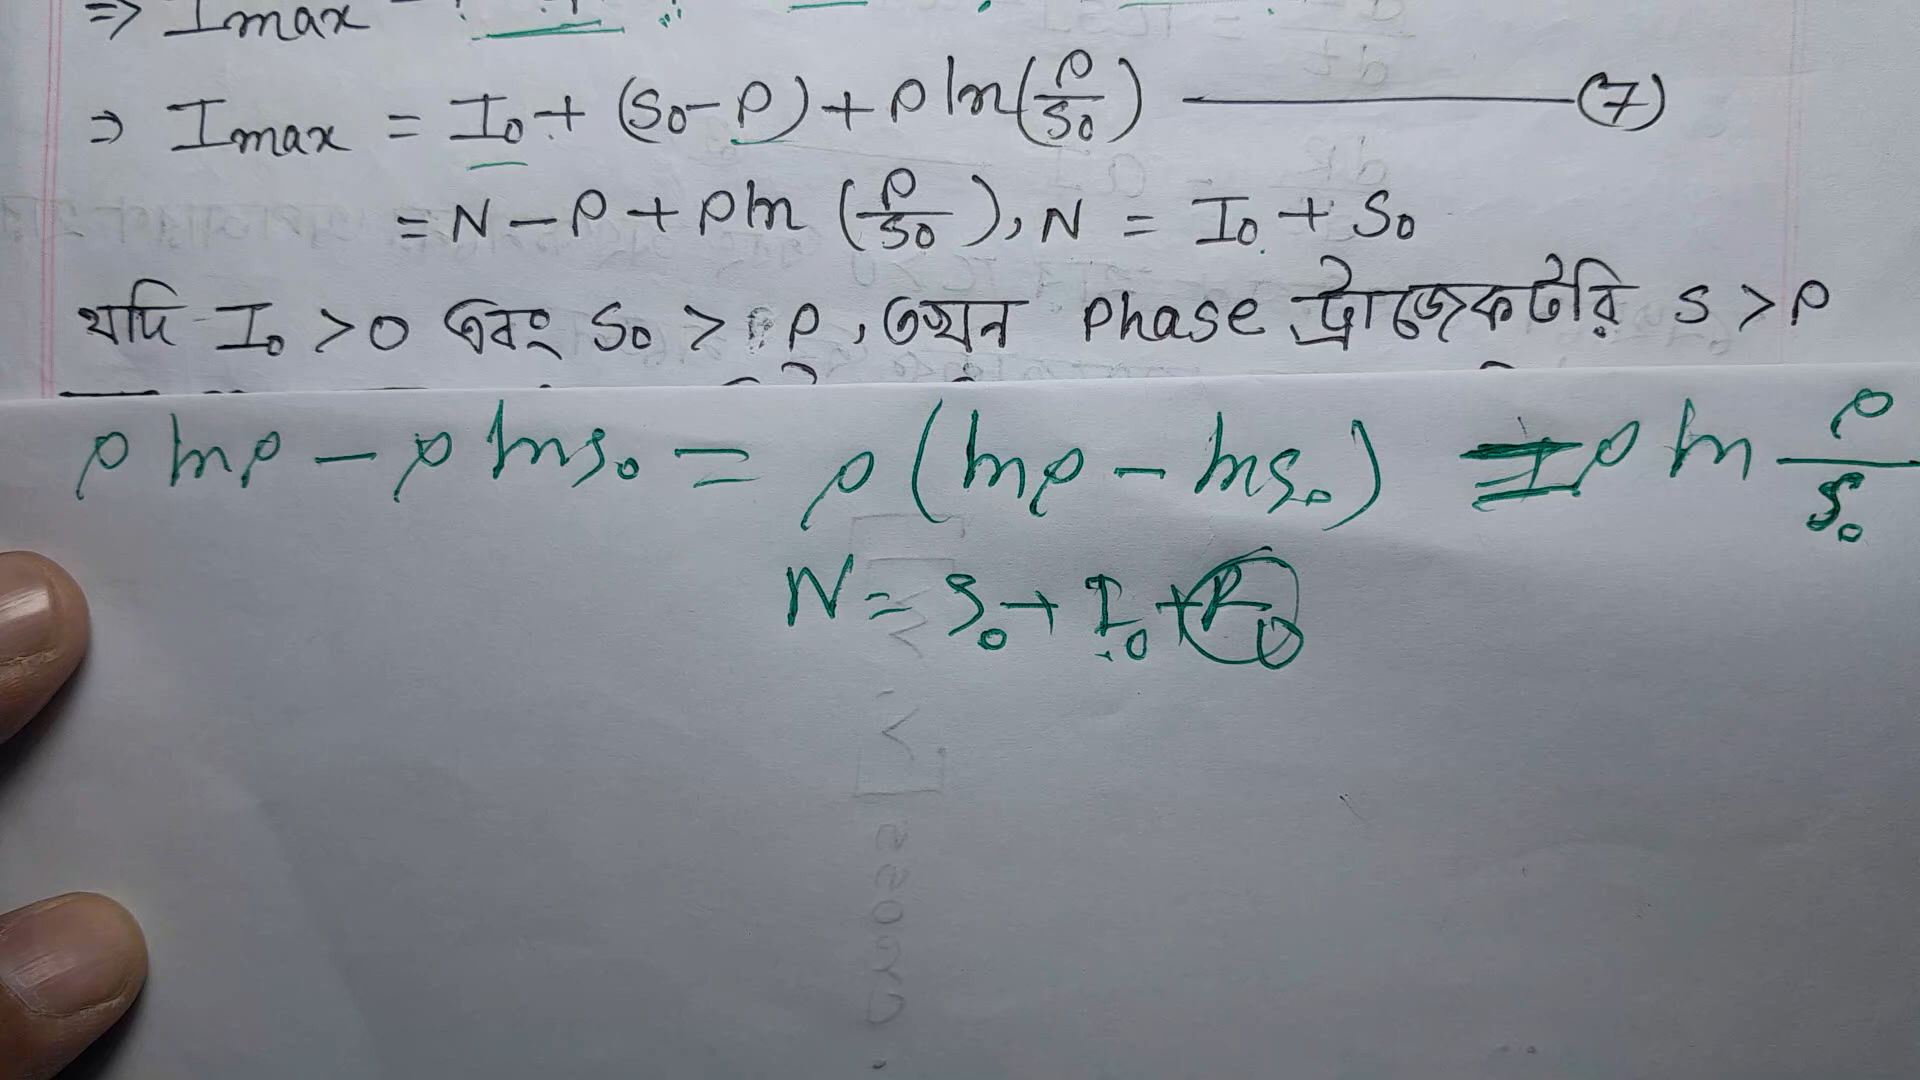 ⇒ Imax
⇒ Imax = I₀ + (S₀-ρ) + ρ ln(ρ/S₀) ——— (7)
= N - ρ + ρ ln (ρ/S₀), N = I₀ + S₀
যদি I₀ > 0 এবং S₀ > ρ, তখন Phase ট্রাজেকটরি S > ρ
ρ lnρ - ρ lnS₀ = ρ (lnρ - lnS₀) = ρ ln ρ/S₀
N = S₀ + I₀ + R₀